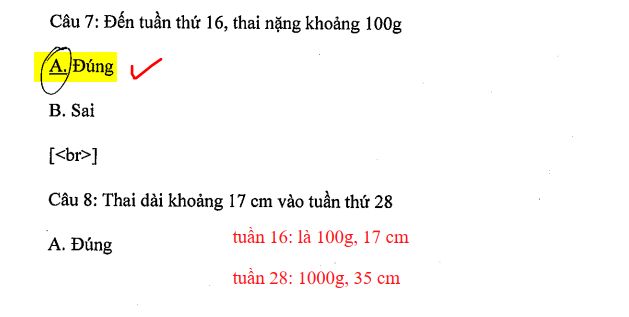 Câu 7: Đến tuần thứ 16, thai nặng khoảng 100g
A. Đúng
B. Sai
[<br>]
Câu 8: Thai dài khoảng 17 cm vào tuần thứ 28
A. Đúng
tuần 16: là 100g, 17 cm
tuần 28: 1000g, 35 cm